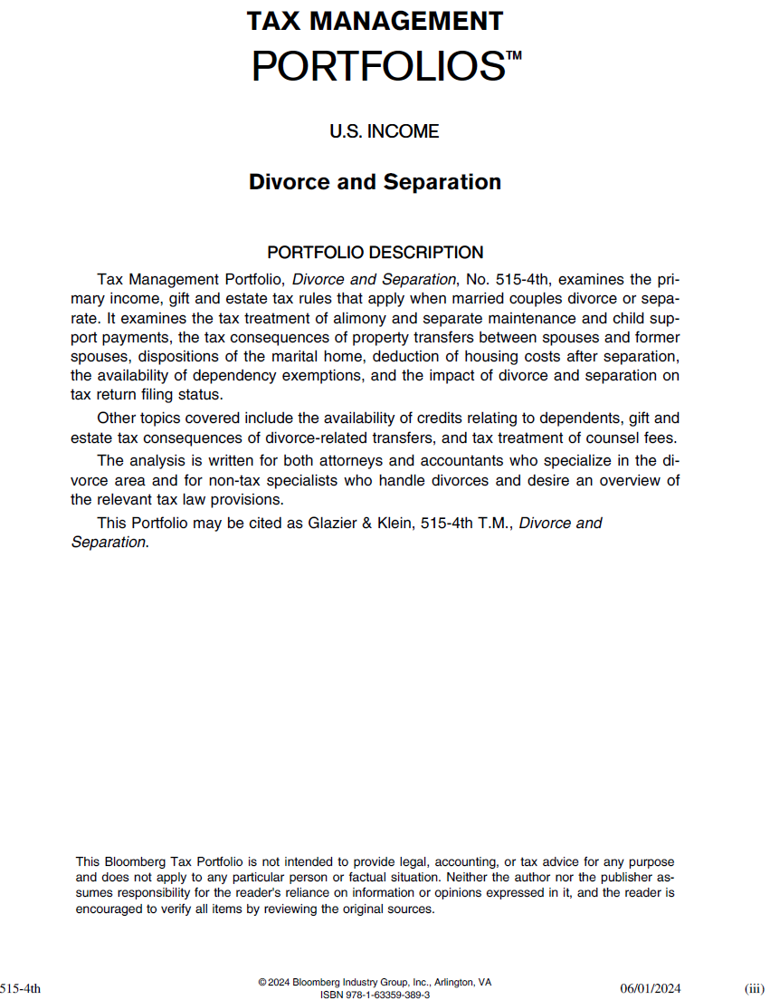 TAX MANAGEMENT
PORTFOLIOS™
U.S. INCOME
Divorce and Separation
PORTFOLIO DESCRIPTION
Tax Management Portfolio, Divorce and Separation, No. 515-4th, examines the pri-
mary income, gift and estate tax rules that apply when married couples divorce or sepa-
rate. It examines the tax treatment of alimony and separate maintenance and child sup-
port payments, the tax consequences of property transfers between spouses and former
spouses, dispositions of the marital home, deduction of housing costs after separation,
the availability of dependency exemptions, and the impact of divorce and separation on
tax return filing status.
Other topics covered include the availability of credits relating to dependents, gift and
estate tax consequences of divorce-related transfers, and tax treatment of counsel fees.
The analysis is written for both attorneys and accountants who specialize in the di-
vorce area and for non-tax specialists who handle divorces and desire an overview of
the relevant tax law provisions.
This Portfolio may be cited as Glazier & Klein, 515-4th T.M., Divorce and
Separation.
This Bloomberg Tax Portfolio is not intended to provide legal, accounting, or tax advice for any purpose
and does not apply to any particular person or factual situation. Neither the author nor the publisher as-
sumes responsibility for the reader's reliance on information or opinions expressed in it, and the reader is
encouraged to verify all items by reviewing the original sources.
© 2024 Bloomberg Industry Group, Inc., Arlington, VA
ISBN 978-1-63359-389-3
515-4th 06/01/2024 (iii)